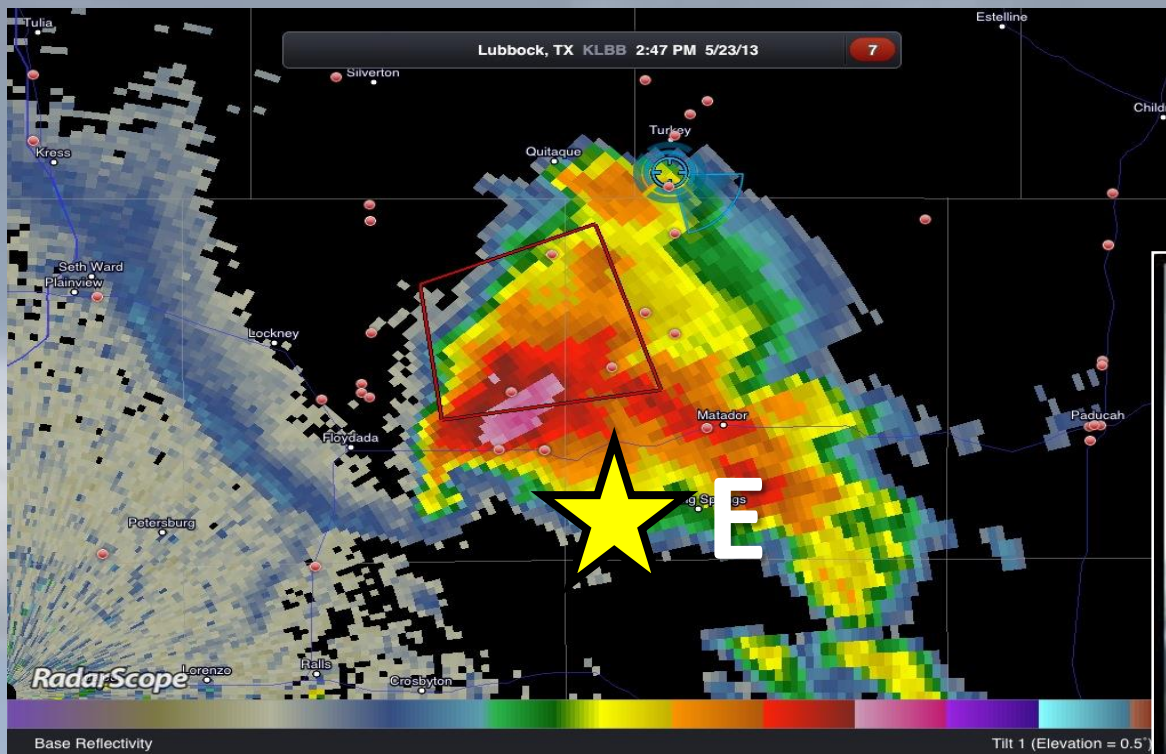 Tulia
Estelline
Lubbock, TX KLBB 2:47 PM 5/23/13 7
Silverton
Turkey
Kress
Quitaque
Seth Ward
Plainview
Lockney
Matador
Paducah
Floydada
E
Petersburg
Lorenzo
Ralls
Crosbyton
RadarScope
Base Reflectivity
Tilt 1 (Elevation = 0.5°)